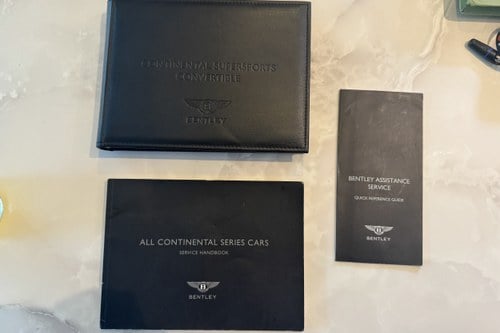 CONTINENTAL SUPERSPORTS
CONVERTIBLE
B
BENTLEY
ALL CONTINENTAL SERIES CARS
SERVICE HANDBOOK
B
BENTLEY
BENTLEY ASSISTANCE
SERVICE
QUICK REFERENCE GUIDE
B
BENTLEY